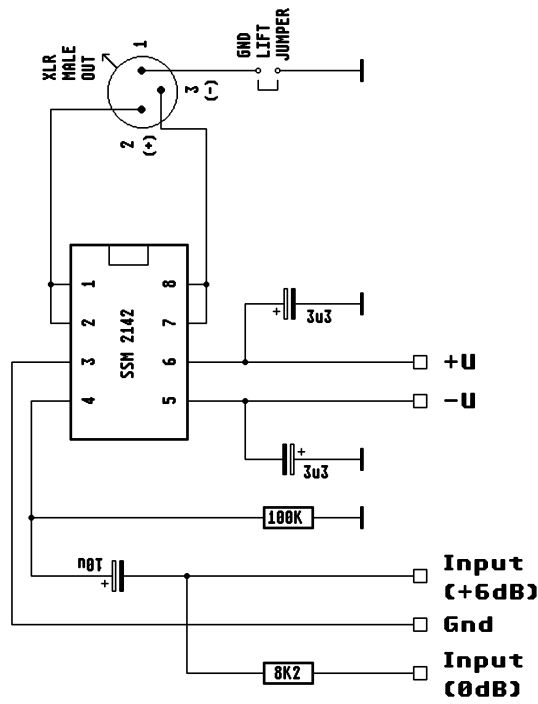 XLR
MALE
OUT
1
GND
LIFT
JUMPER
3
(-)
2
(+)
SSM 2142
1
8
2
7
3
6
4
5
+
3u3
+U
-U
+
3u3
100K
10u
+
Input
(+6dB)
Gnd
8K2
Input
(0dB)